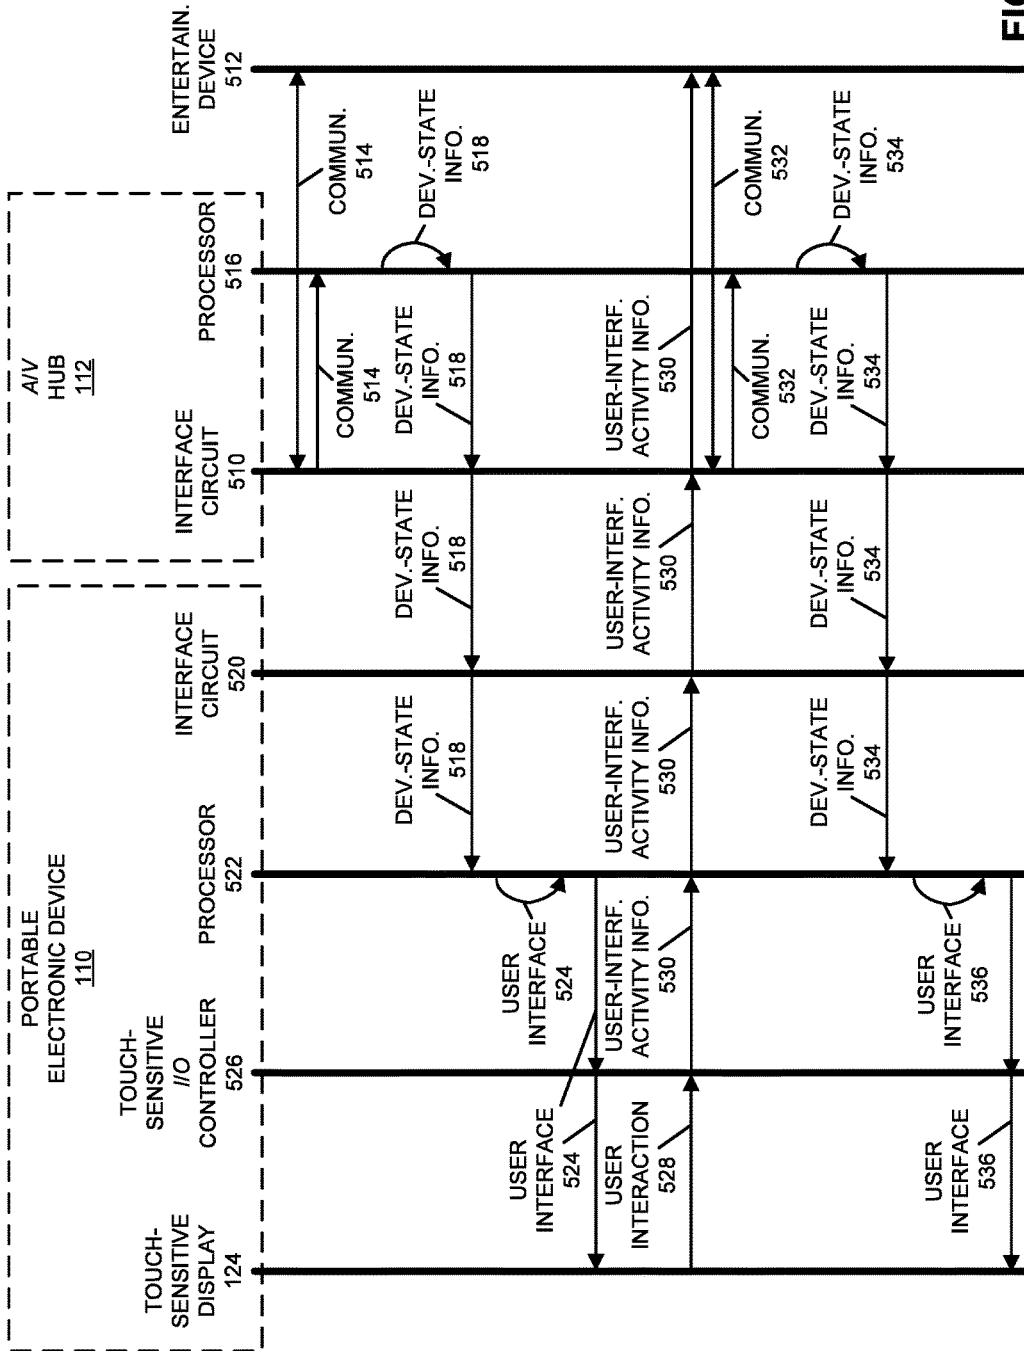 PORTABLE
ELECTRONIC DEVICE
110
A/V
HUB
112
TOUCH-
SENSITIVE
DISPLAY
124
TOUCH-
SENSITIVE
I/O
CONTROLLER
526
PROCESSOR
522
INTERFACE
CIRCUIT
520
INTERFACE
CIRCUIT
510
PROCESSOR
516
ENTERTAIN.
DEVICE
512
COMMUN.
514
COMMUN.
514
DEV.-STATE
INFO.
518
DEV.-STATE
INFO.
518
DEV.-STATE
INFO.
518
DEV.-STATE
INFO.
518
USER
INTERFACE
524
USER
INTERFACE
524
USER
INTERACTION
528
USER-INTERF.
ACTIVITY INFO.
530
USER-INTERF.
ACTIVITY INFO.
530
USER-INTERF.
ACTIVITY INFO.
530
USER-INTERF.
ACTIVITY INFO.
530
COMMUN.
532
COMMUN.
532
DEV.-STATE
INFO.
534
DEV.-STATE
INFO.
534
DEV.-STATE
INFO.
534
DEV.-STATE
INFO.
534
USER
INTERFACE
536
USER
INTERFACE
536